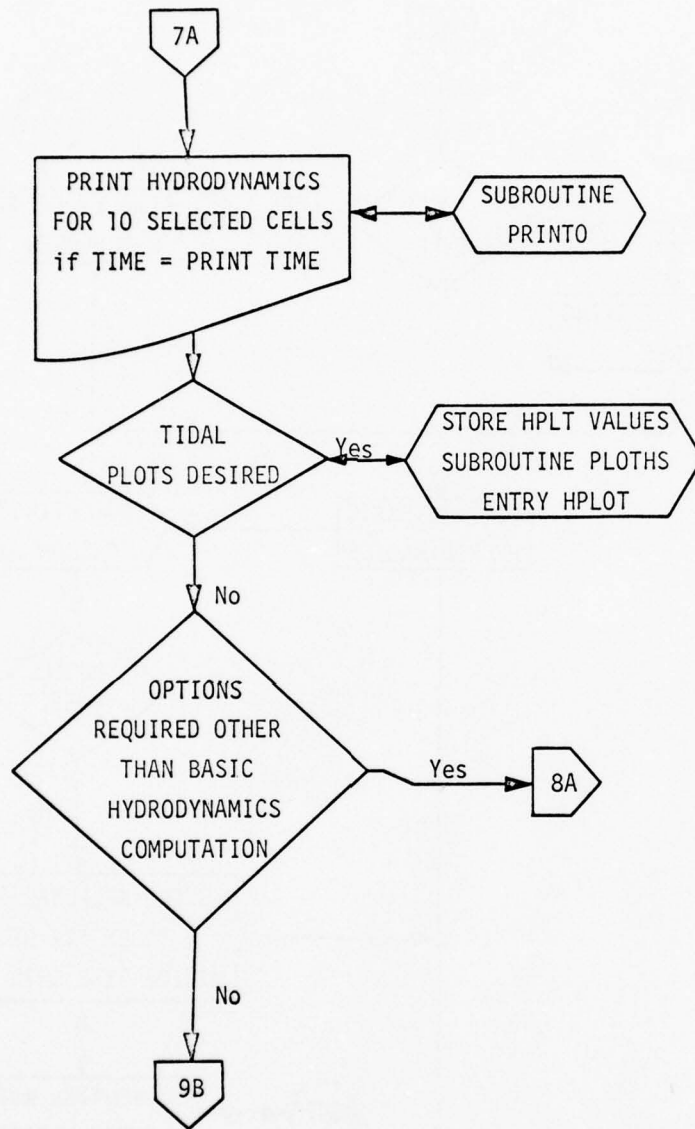 7A
PRINT HYDRODYNAMICS
FOR 10 SELECTED CELLS
if TIME = PRINT TIME
SUBROUTINE
PRINTO
TIDAL
PLOTS DESIRED
Yes
STORE HPLT VALUES
SUBROUTINE PLOTHS
ENTRY HPLOT
No
OPTIONS
REQUIRED OTHER
THAN BASIC
HYDRODYNAMICS
COMPUTATION
Yes
8A
No
9B